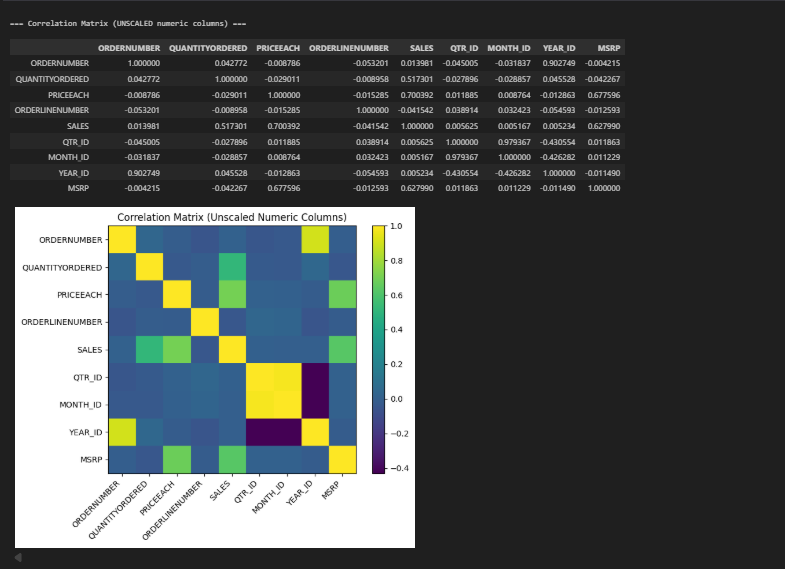 === Correlation Matrix (UNSCALED numeric columns) ===
ORDERNUMBER QUANTITYORDERED PRICEEACH ORDERLINENUMBER SALES QTR_ID MONTH_ID YEAR_ID MSRP
ORDERNUMBER 1.000000 0.042772 -0.008786 -0.053201 0.013981 -0.045005 -0.031837 0.902749 -0.004215
QUANTITYORDERED 0.042772 1.000000 -0.029011 -0.008958 0.517301 -0.027896 -0.028857 0.045528 -0.042267
PRICEEACH -0.008786 -0.029011 1.000000 -0.015285 0.700392 0.011885 0.008764 -0.012863 0.677596
ORDERLINENUMBER -0.053201 -0.008958 -0.015285 1.000000 -0.041542 0.038914 0.032423 -0.054593 -0.012593
SALES 0.013981 0.517301 0.700392 -0.041542 1.000000 0.005625 0.005167 0.005234 0.627990
QTR_ID -0.045005 -0.027896 0.011885 0.038914 0.005625 1.000000 0.979367 -0.430554 0.011863
MONTH_ID -0.031837 -0.028857 0.008764 0.032423 0.005167 0.979367 1.000000 -0.426282 0.011229
YEAR_ID 0.902749 0.045528 -0.012863 -0.054593 0.005234 -0.430554 -0.426282 1.000000 -0.011490
MSRP -0.004215 -0.042267 0.677596 -0.012593 0.627990 0.011863 0.011229 -0.011490 1.000000
Correlation Matrix (Unscaled Numeric Columns)
ORDERNUMBER
QUANTITYORDERED
PRICEEACH
ORDERLINENUMBER
SALES
QTR_ID
MONTH_ID
YEAR_ID
MSRP
ORDERNUMBER
QUANTITYORDERED
PRICEEACH
ORDERLINENUMBER
SALES
QTR_ID
MONTH_ID
YEAR_ID
MSRP
1.0
0.8
0.6
0.4
0.2
0.0
−0.2
−0.4